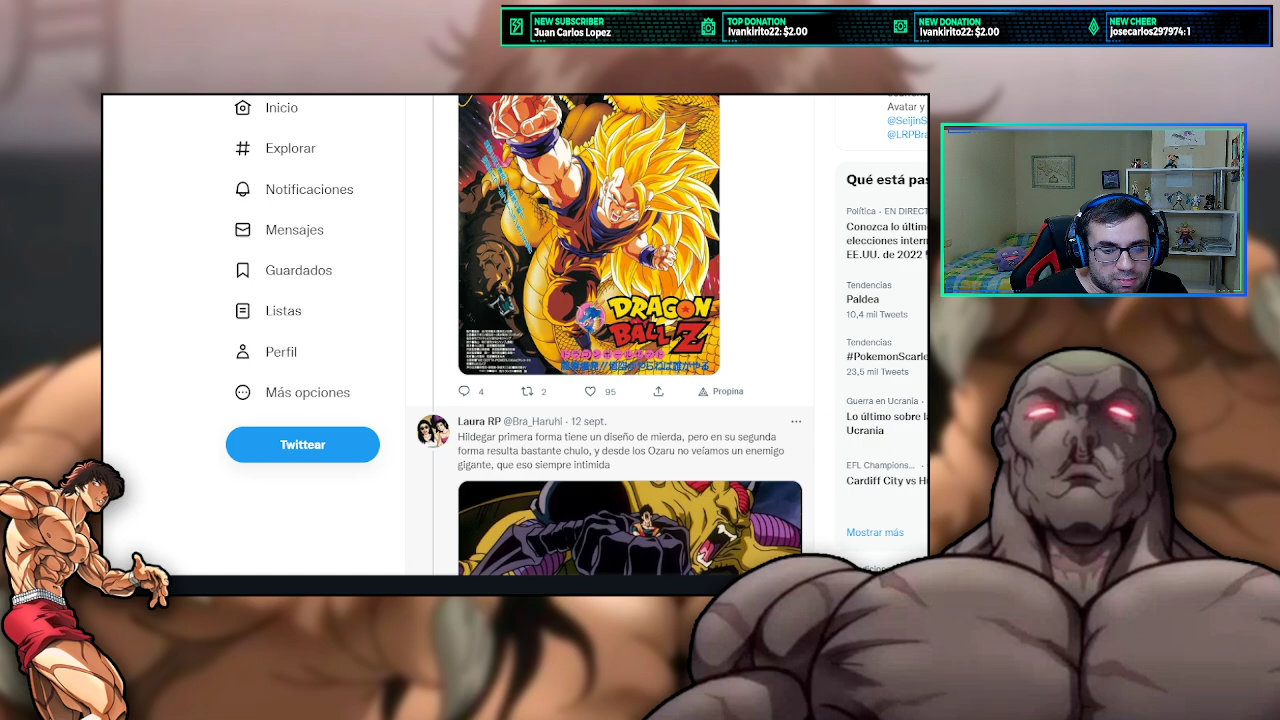 NEW SUBSCRIBER
Juan Carlos Lopez
TOP DONATION
Ivankirito22: $2.00
NEW DONATION
Ivankirito22: $2.00
NEW CHEER
josecarlos297974: 1
Inicio
Explorar
Notificaciones
Mensajes
Guardados
Listas
Perfil
Más opciones
Twittear
DRAGON
BALL Z
4
2
95
Propina
Laura RP @Bra_Haruhi · 12 sept.
Hildegar primera forma tiene un diseño de mierda, pero en su segunda
forma resulta bastante chulo, y desde los Ozaru no veíamos un enemigo
gigante, que eso siempre intimida
Avatar y
@SeijinS
@LRPBra
Qué está pas
Política · EN DIRECT
Conozca lo últim
elecciones intern
EE.UU. de 2022
Tendencias
Paldea
10,4 mil Tweets
Tendencias
#PokemonScarle
23,5 mil Tweets
Guerra en Ucrania ·
Lo último sobre l
Ucrania
EFL Champions... ·
Cardiff City vs H
Mostrar más